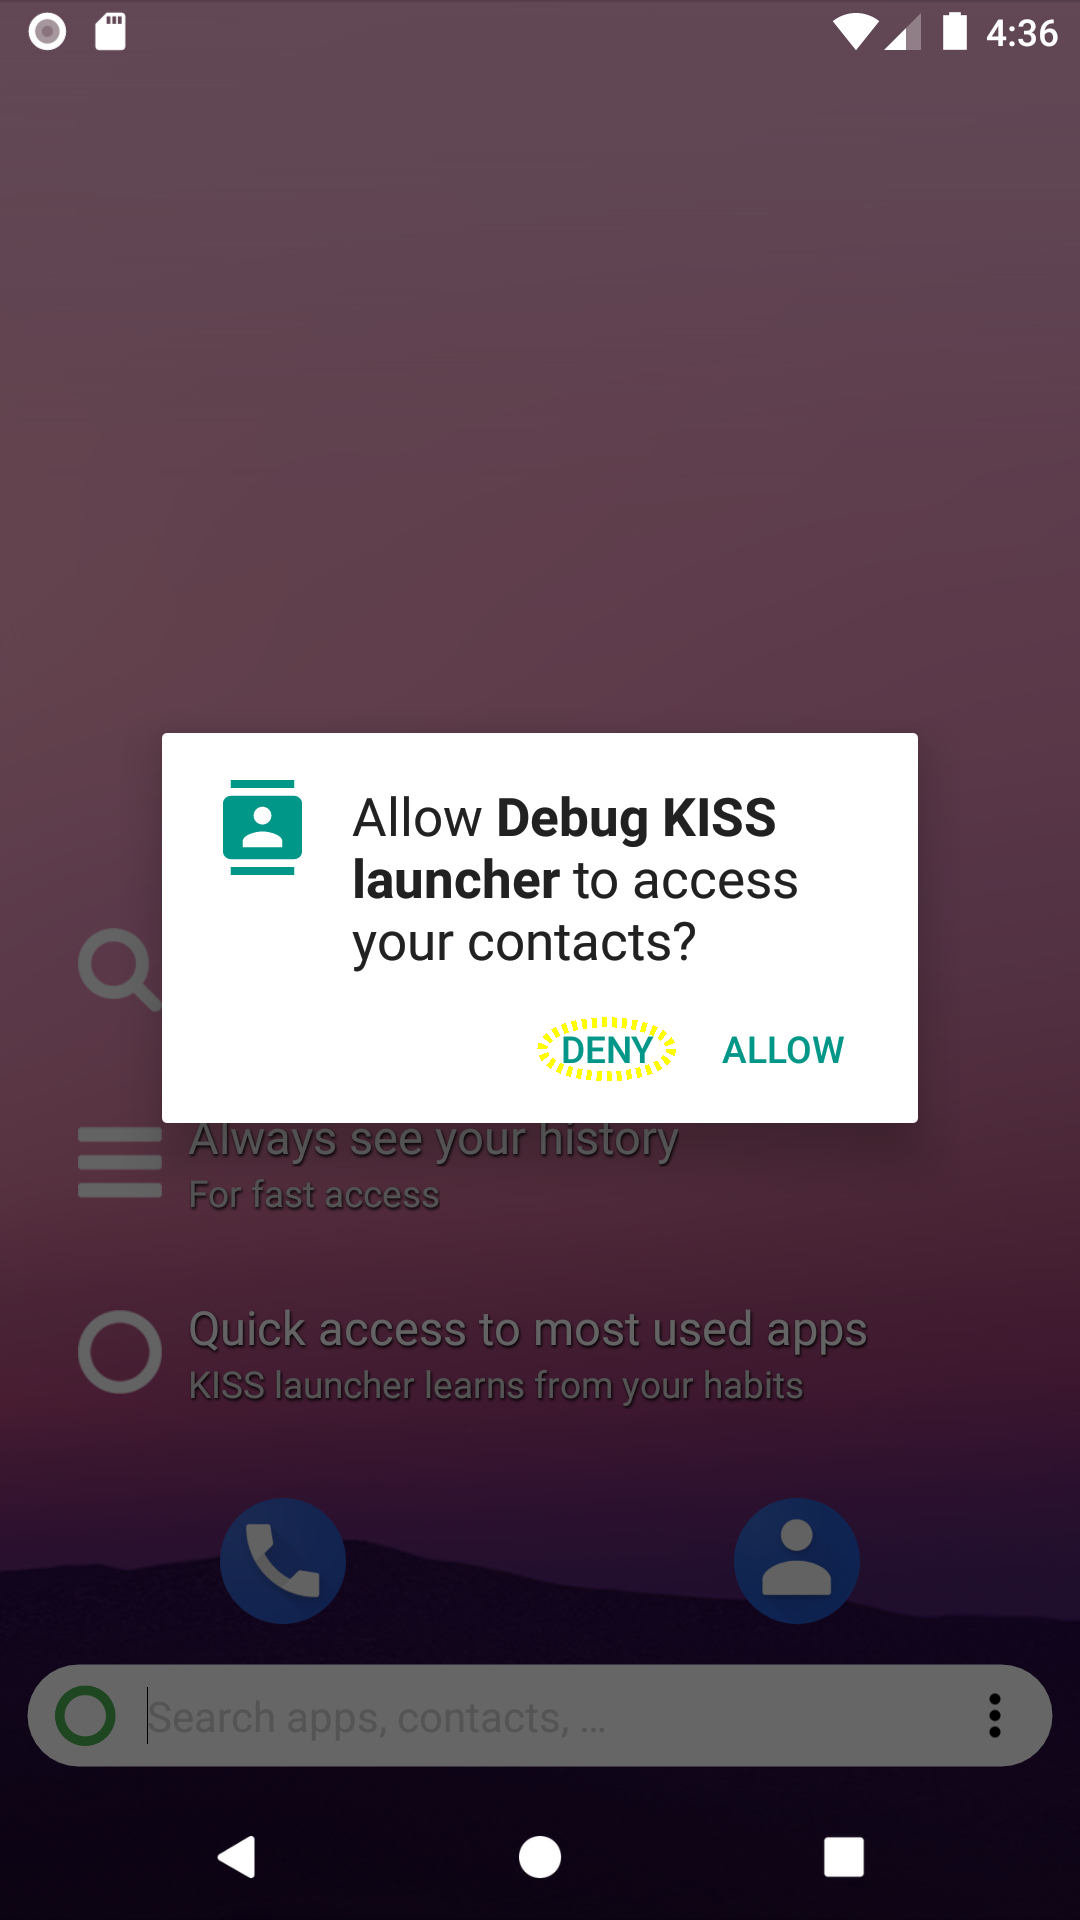 4:36
Allow Debug KISS
launcher to access
your contacts?
DENY ALLOW
Always see your history
For fast access
Quick access to most used apps
KISS launcher learns from your habits
Search apps, contacts, ...